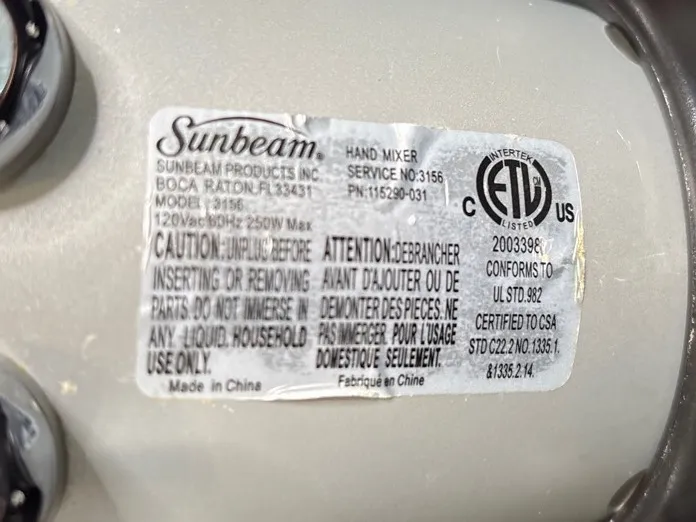 Sunbeam®
SUNBEAM PRODUCTS INC
BOCA RATON, FL 33431
MODEL: 3156
120Vac 60Hz 250W Max
HAND MIXER
SERVICE NO:3156
PN:115290-031
CAUTION: UNPLUG BEFORE
INSERTING OR REMOVING
PARTS. DO NOT IMMERSE IN
ANY LIQUID. HOUSEHOLD
USE ONLY.
Made in China
ATTENTION:DEBRANCHER
AVANT D'AJOUTER OU DE
DEMONTER DES PIECES. NE
PAS IMMERGER. POUR L'USAGE
DOMESTIQUE SEULEMENT.
Fabriqué en Chine
INTERTEK
ETL CM
LISTED
C US
CONFORMS TO
UL STD. 982
CERTIFIED TO CSA
STD C22.2 NO.1335.1.
&1335.2.14.